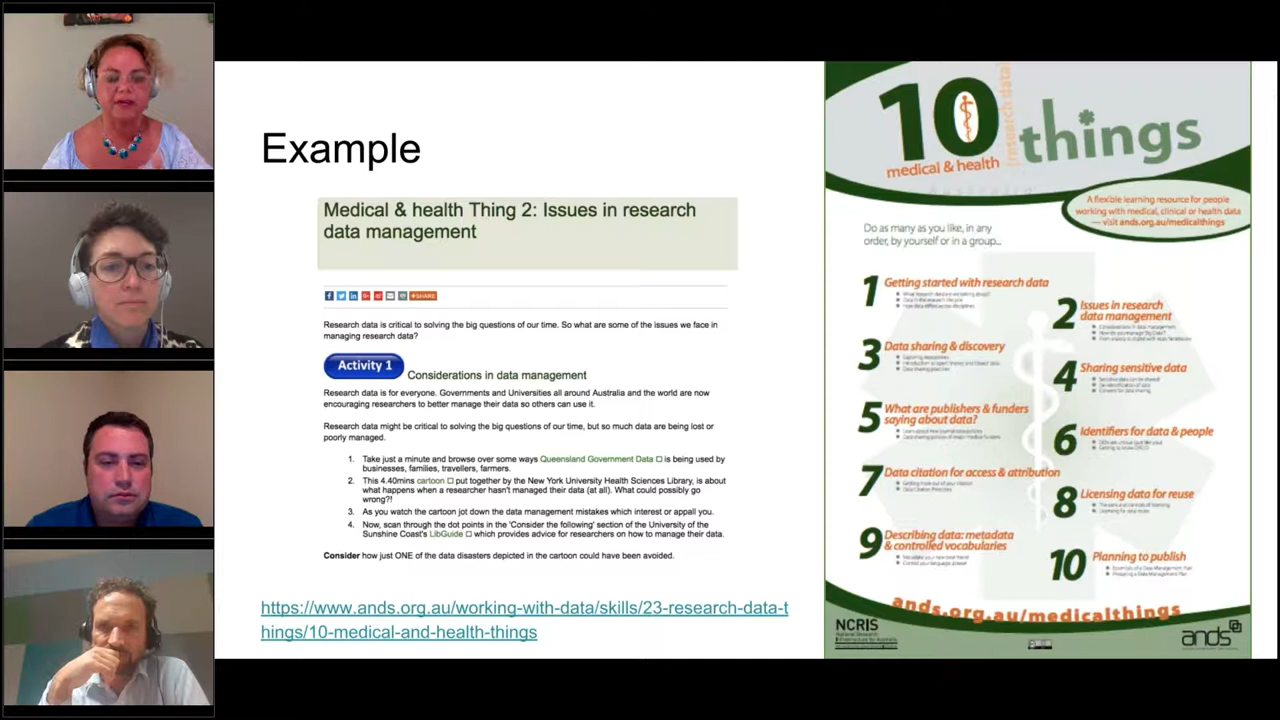 Example
Medical & health Thing 2: Issues in research
data management
SHARE
Research data is critical to solving the big questions of our time. So what are some of the issues we face in
managing research data?
Activity 1
Considerations in data management
Research data is for everyone. Governments and Universities all around Australia and the world are now
encouraging researchers to better manage their data so others can use it.
Research data might be critical to solving the big questions of our time, but so much data are being lost or
poorly managed.
1. Take just a minute and browse over some ways Queensland Government Data is being used by
businesses, families, travellers, farmers.
2. This 4.40mins cartoon put together by the New York University Health Sciences Library, is about
what happens when a researcher hasn't managed their data (at all). What could possibly go
wrong?!
3. As you watch the cartoon jot down the data management mistakes which interest or appall you.
4. Now, scan through the dot points in the 'Consider the following' section of the University of the
Sunshine Coast's LibGuide which provides advice for researchers on how to manage their data.
Consider how just ONE of the data disasters depicted in the cartoon could have been avoided.
https://www.ands.org.au/working-with-data/skills/23-research-data-t
hings/10-medical-and-health-things
10
medical & health
research data
things
A flexible learning resource for people
working with medical, clinical or health data
— visit ands.org.au/medicalthings
Do as many as you like, in any
order, by yourself or in a group...
1 Getting started with research data
2 Issues in research
data management
3 Data sharing & discovery
4 Sharing sensitive data
5 What are publishers & funders
saying about data?
6 Identifiers for data & people
7 Data citation for access & attribution
8 Licensing data for reuse
9 Describing data: metadata
& controlled vocabularies
10 Planning to publish
ands.org.au/medicalthings
NCRIS
ands